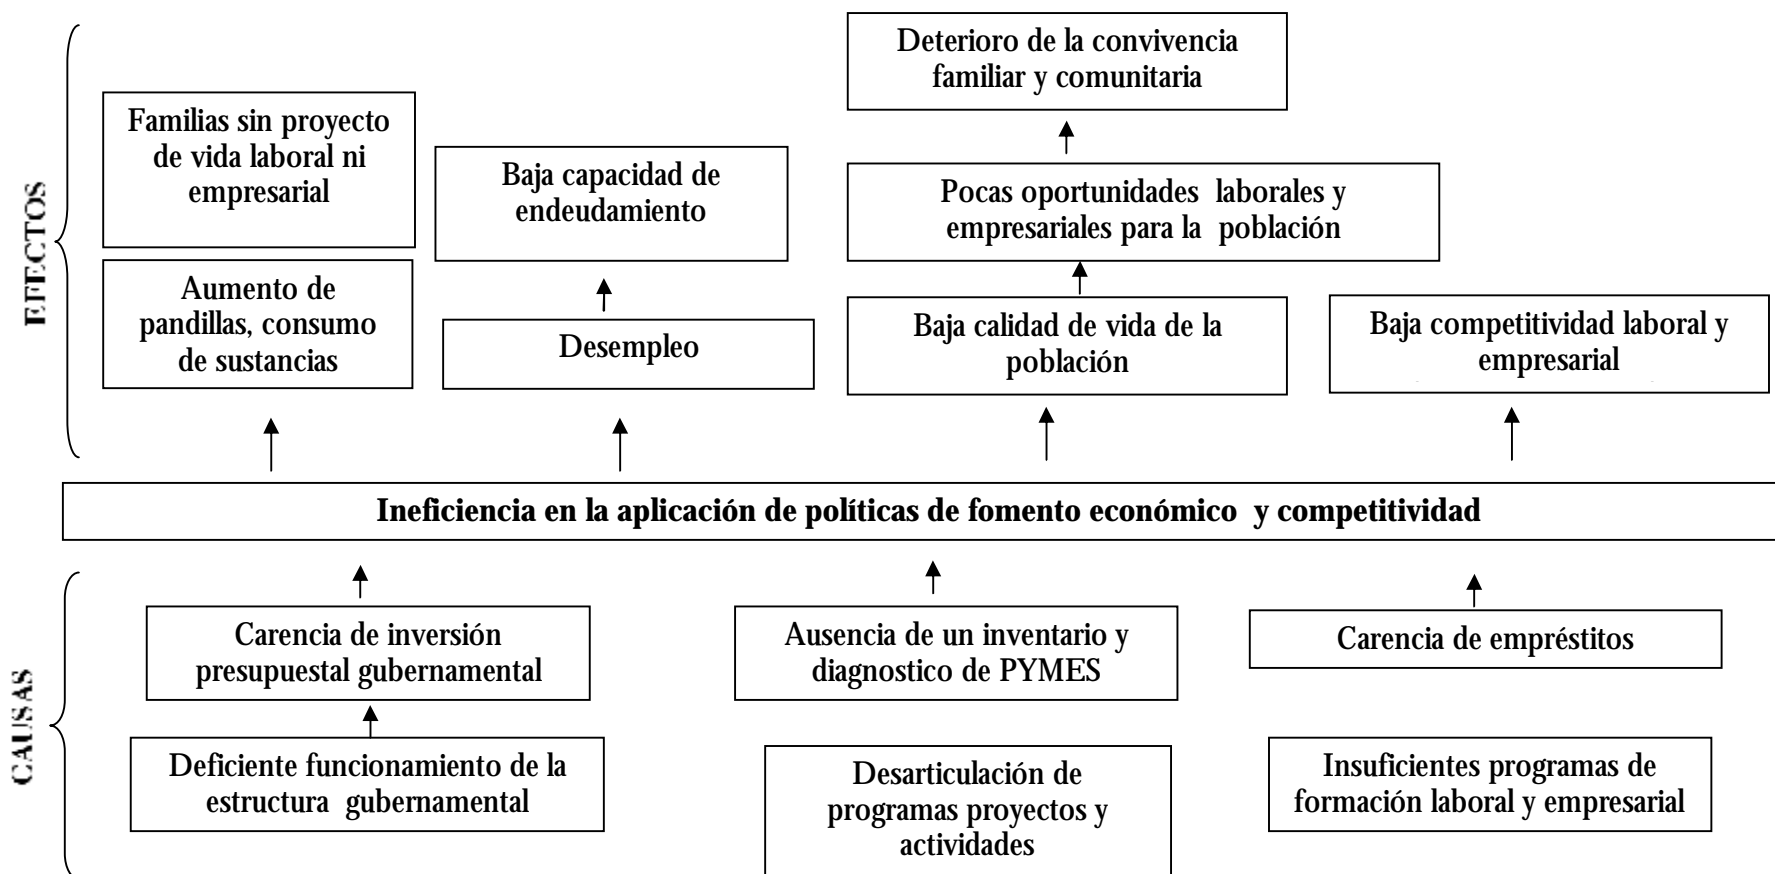 EFECTOS
Deterioro de la convivencia
familiar y comunitaria
Familias sin proyecto
de vida laboral ni
empresarial
Baja capacidad de
endeudamiento
Pocas oportunidades laborales y
empresariales para la población
Aumento de
pandillas, consumo
de sustancias
Desempleo
Baja calidad de vida de la
población
Baja competitividad laboral y
empresarial
Ineficiencia en la aplicación de políticas de fomento económico y competitividad
CAUSAS
Carencia de inversión
presupuestal gubernamental
Ausencia de un inventario y
diagnostico de PYMES
Carencia de empréstitos
Deficiente funcionamiento de la
estructura gubernamental
Desarticulación de
programas proyectos y
actividades
Insuficientes programas de
formación laboral y empresarial